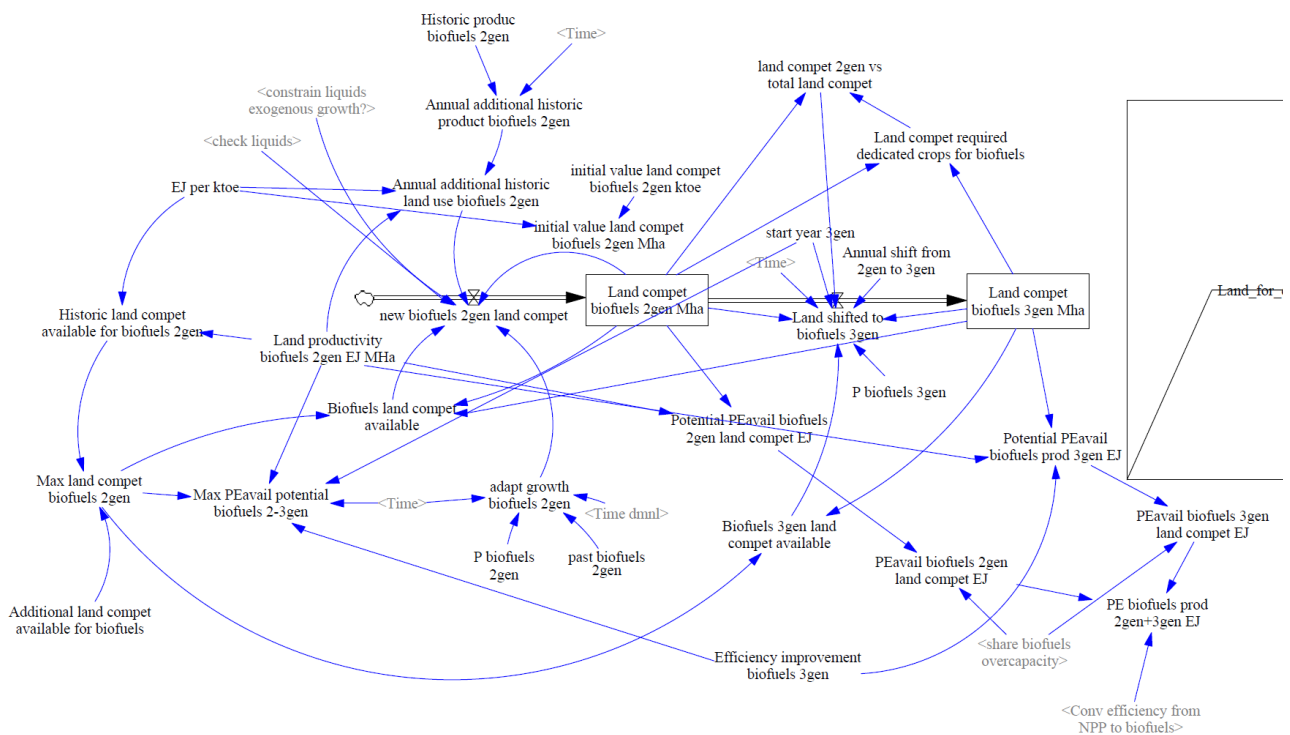 Historic produc
biofuels 2gen
<Time>
land compet 2gen vs
total land compet
<constrain liquids
exogenous growth?>
Annual additional historic
product biofuels 2gen
<check liquids>
Land compet required
dedicated crops for biofuels
EJ per ktoe
Annual additional historic
land use biofuels 2gen
initial value land compet
biofuels 2gen ktoe
initial value land compet
biofuels 2gen Mha
start year 3gen
<Time>
Annual shift from
2gen to 3gen
Land compet
biofuels 2gen Mha
Land compet
biofuels 3gen Mha
Land_for_
Historic land compet
available for biofuels 2gen
new biofuels 2gen land compet
Land shifted to
biofuels 3gen
Land productivity
biofuels 2gen EJ MHa
P biofuels 3gen
Biofuels land compet
available
Potential PEavail biofuels
2gen land compet EJ
Potential PEavail
biofuels prod 3gen EJ
Max land compet
biofuels 2gen
Max PEavail potential
biofuels 2-3gen
<Time>
adapt growth
biofuels 2gen
<Time dmnl>
Biofuels 3gen land
compet available
PEavail biofuels 3gen
land compet EJ
P biofuels
2gen
past biofuels
2gen
PEavail biofuels 2gen
land compet EJ
Additional land compet
available for biofuels
PE biofuels prod
2gen+3gen EJ
<share biofuels
overcapacity>
Efficiency improvement
biofuels 3gen
<Conv efficiency from
NPP to biofuels>